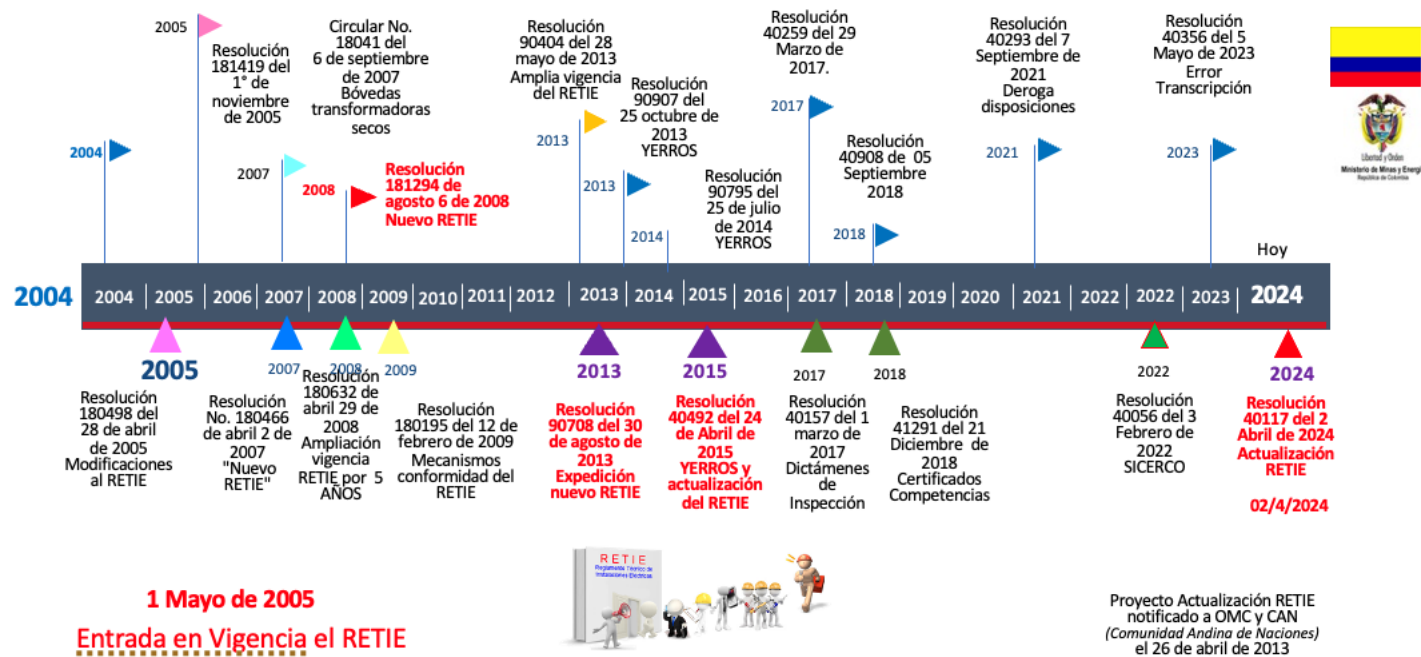 2005
Resolución
181419 del
1° de
noviembre
de 2005
Circular No.
18041 del
6 de septiembre
de 2007
Bóvedas
transformadoras
secos
Resolución
90404 del 28
mayo de 2013
Amplia vigencia
del RETIE
Resolución
90907 del
25 octubre de
2013
YERROS
Resolución
40259 del 29
Marzo de
2017.
Resolución
40293 del 7
Septiembre de
2021
Deroga
disposiciones
Resolución
40356 del 5
Mayo de 2023
Error
Transcripción
Libertad y Orden
Ministerio de Minas y Energí
República de Colombia
2004
2007
2008
Resolución
181294 de
agosto 6 de 2008
Nuevo RETIE
2013
2013
2014
Resolución
90795 del
25 de julio
de 2014
YERROS
2017
Resolución
40908 de 05
Septiembre
2018
2018
2021
2023
Hoy
2004
2004 2005 2006 2007 2008 2009 2010 2011 2012 2013 2014 2015 2016 2017 2018 2019 2020 2021 2022 2022 2023 2024
2005
Resolución
180498 del
28 de abril
de 2005
Modificaciones
al RETIE
2007
Resolución
No. 180466
de abril 2 de
2007
"Nuevo
RETIE"
2008
Resolución
180632 de
abril 29 de
2008
Ampliación
vigencia
RETIE por 5
AÑOS
2009
Resolución
180195 del 12 de
febrero de 2009
Mecanismos
conformidad del
RETIE
2013
Resolución
90708 del 30
de agosto de
2013
Expedición
nuevo RETIE
2015
Resolución
40492 del 24
de Abril de
2015
YERROS y
actualización
del RETIE
2017
Resolución
40157 del 1
marzo de
2017
Dictámenes
de
Inspección
2018
Resolución
41291 del 21
Diciembre de
2018
Certificados
Competencias
2022
Resolución
40056 del 3
Febrero de
2022
SICERCO
2024
Resolución
40117 del 2
Abril de 2024
Actualización
RETIE
02/4/2024
1 Mayo de 2005
Entrada en Vigencia el RETIE
RETIE
Reglamento Técnico de
Instalaciones Eléctricas
Proyecto Actualización RETIE
notificado a OMC y CAN
(Comunidad Andina de Naciones)
el 26 de abril de 2013